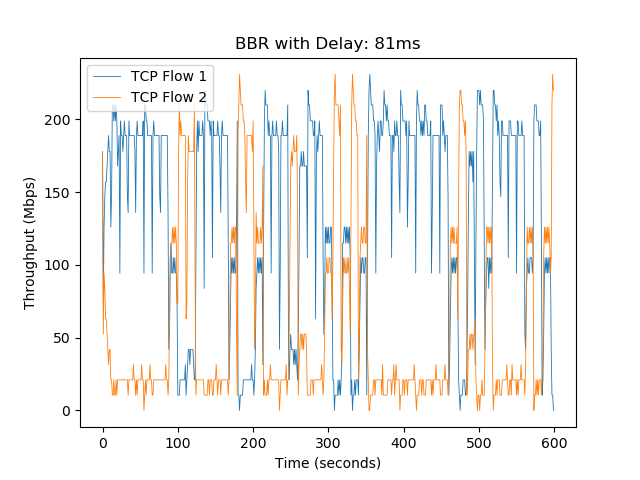 BBR with Delay: 81ms
TCP Flow 1
TCP Flow 2
Throughput (Mbps)
200
150
100
50
0
0 100 200 300 400 500 600
Time (seconds)